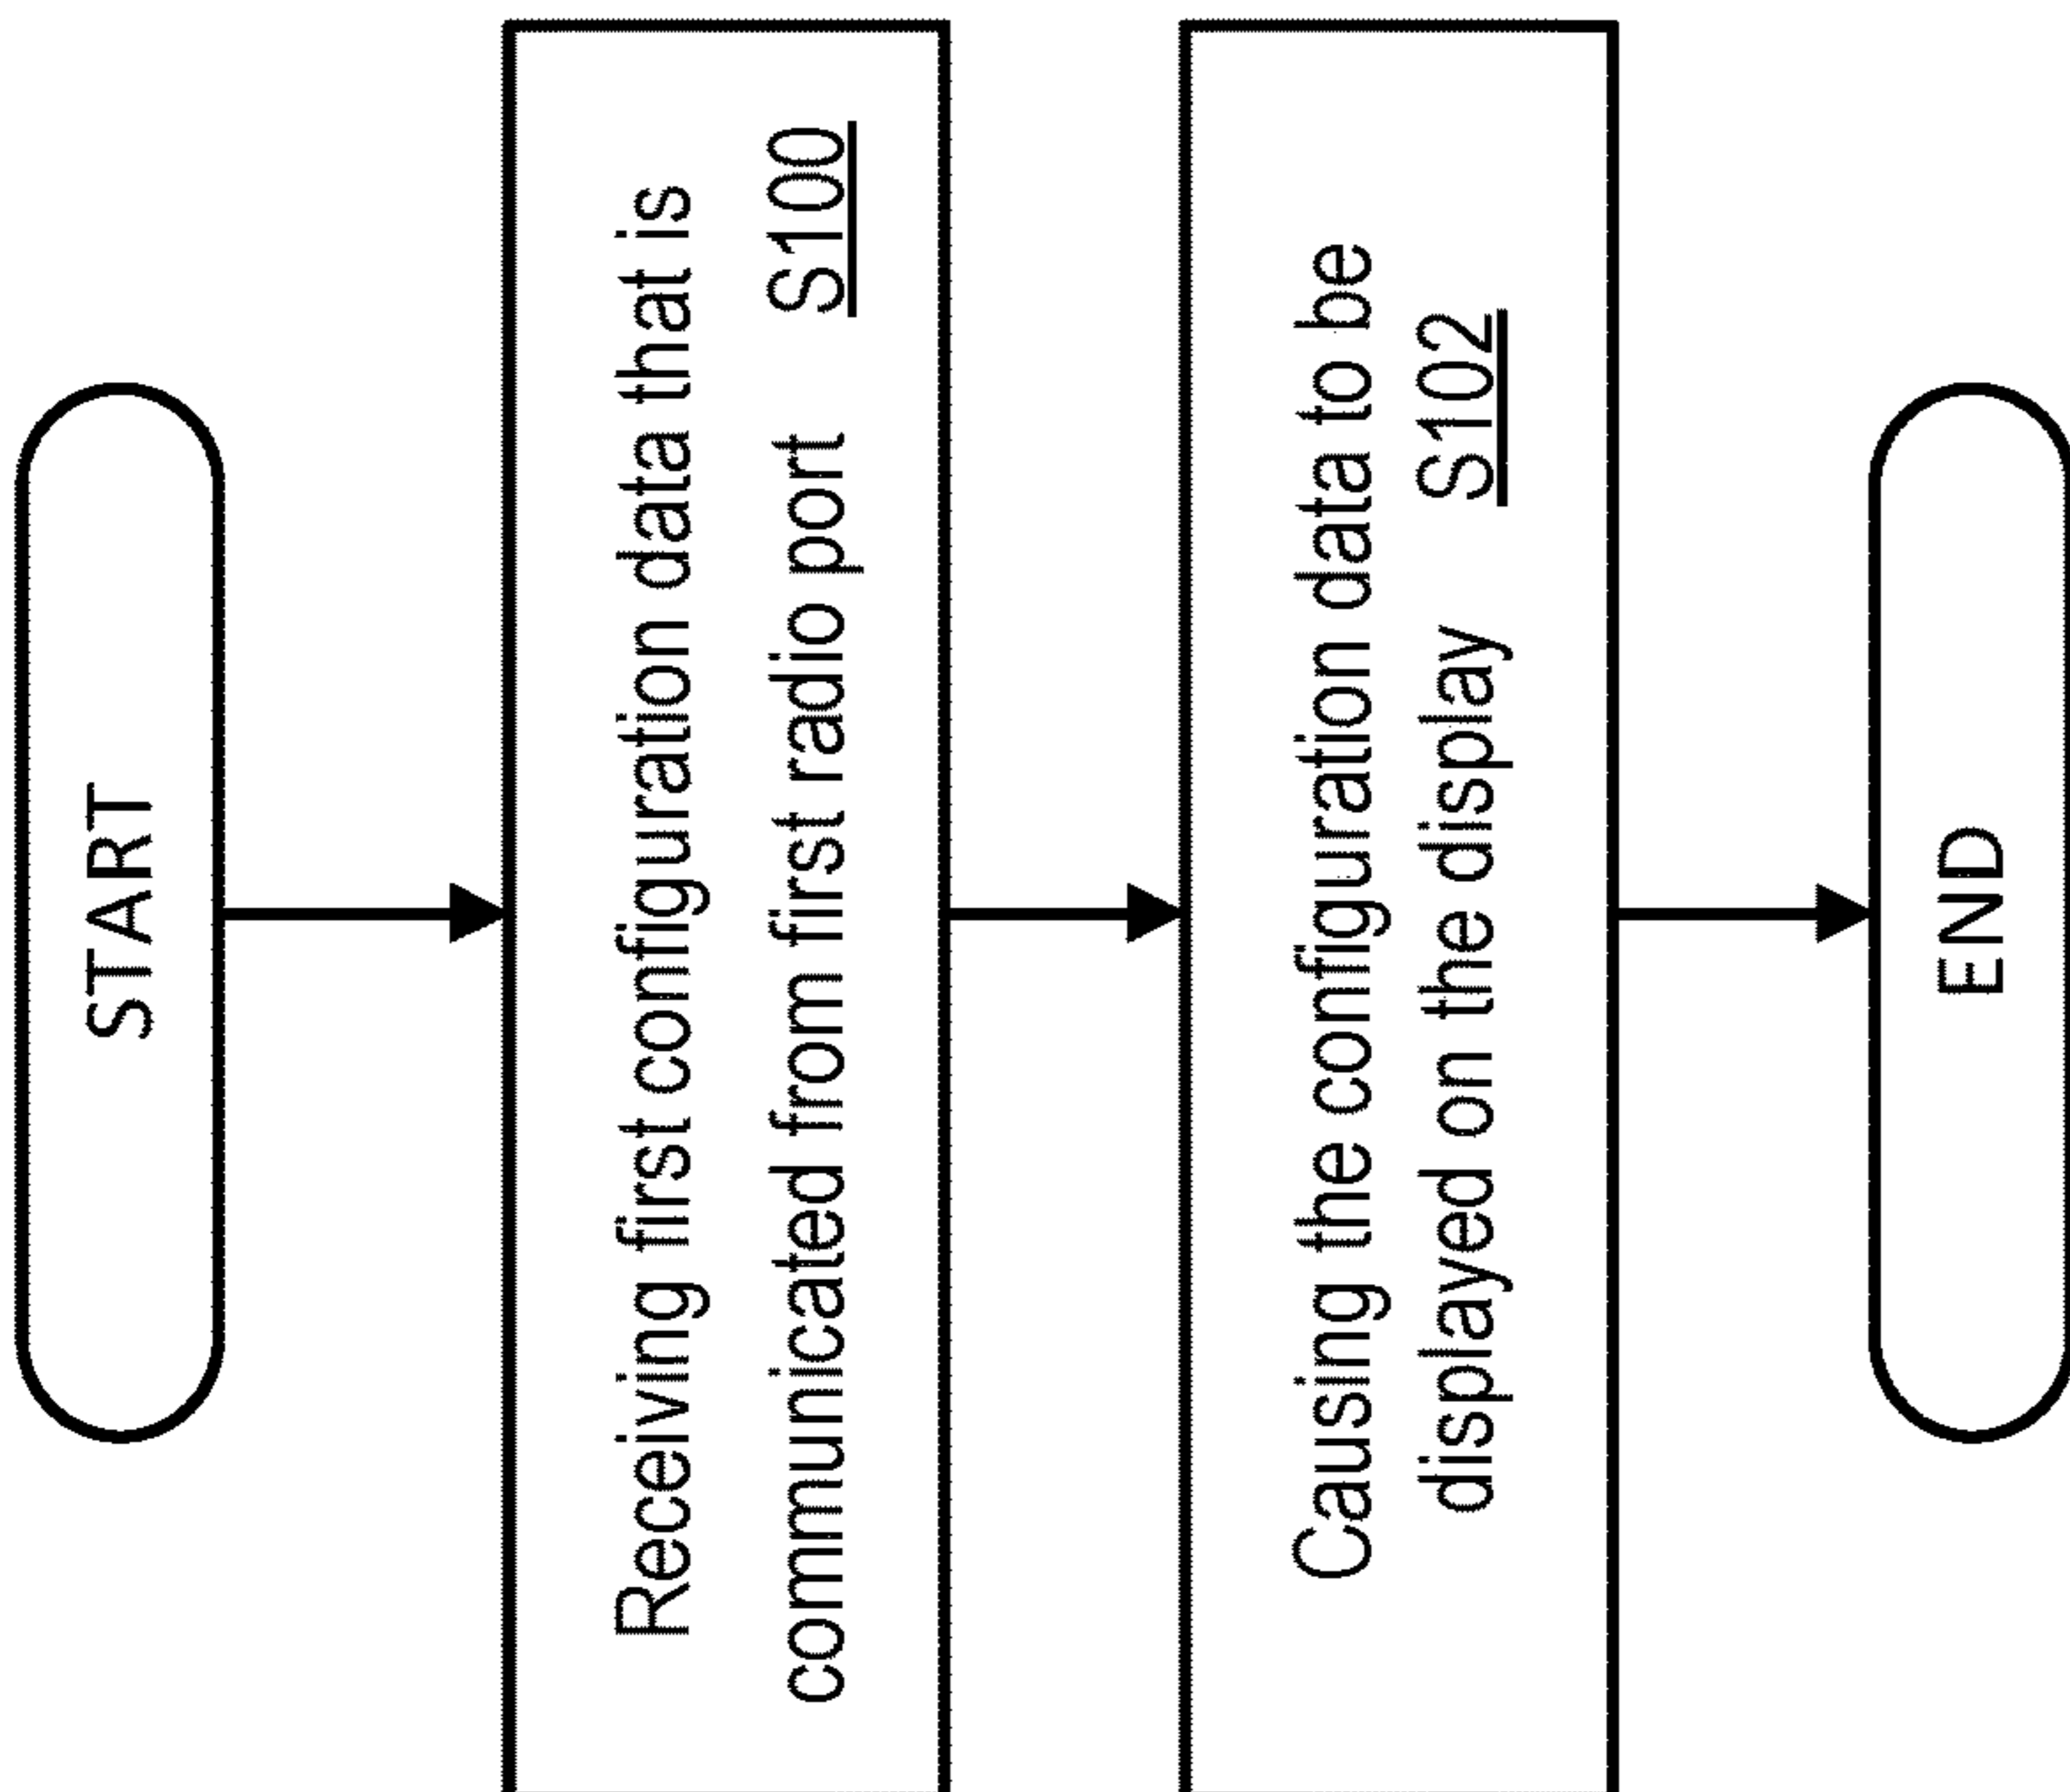 START
Receiving first configuration data that is
communicated from first radio port S100
Causing the configuration data to be
displayed on the display S102
END